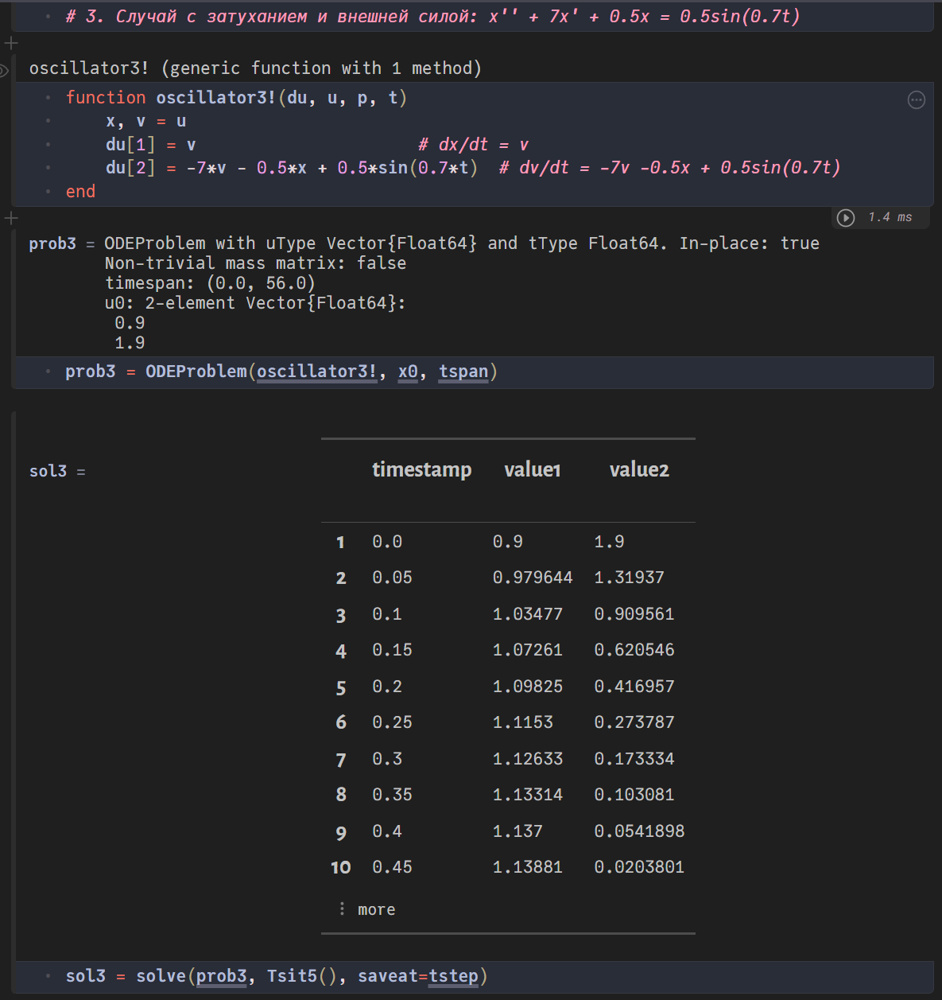 # 3. Случай с затуханием и внешней силой: x'' + 7x' + 0.5x = 0.5sin(0.7t)
oscillator3! (generic function with 1 method)
function oscillator3!(du, u, p, t)
x, v = u
du[1] = v # dx/dt = v
du[2] = -7*v - 0.5*x + 0.5*sin(0.7*t) # dv/dt = -7v -0.5x + 0.5sin(0.7t)
end
1.4 ms
prob3 = ODEProblem with uType Vector{Float64} and tType Float64. In-place: true
Non-trivial mass matrix: false
timespan: (0.0, 56.0)
u0: 2-element Vector{Float64}:
0.9
1.9
prob3 = ODEProblem(oscillator3!, x0, tspan)
sol3 =
timestamp value1 value2
1 0.0 0.9 1.9
2 0.05 0.979644 1.31937
3 0.1 1.03477 0.909561
4 0.15 1.07261 0.620546
5 0.2 1.09825 0.416957
6 0.25 1.1153 0.273787
7 0.3 1.12633 0.173334
8 0.35 1.13314 0.103081
9 0.4 1.137 0.0541898
10 0.45 1.13881 0.0203801
⋮ more
sol3 = solve(prob3, Tsit5(), saveat=tstep)